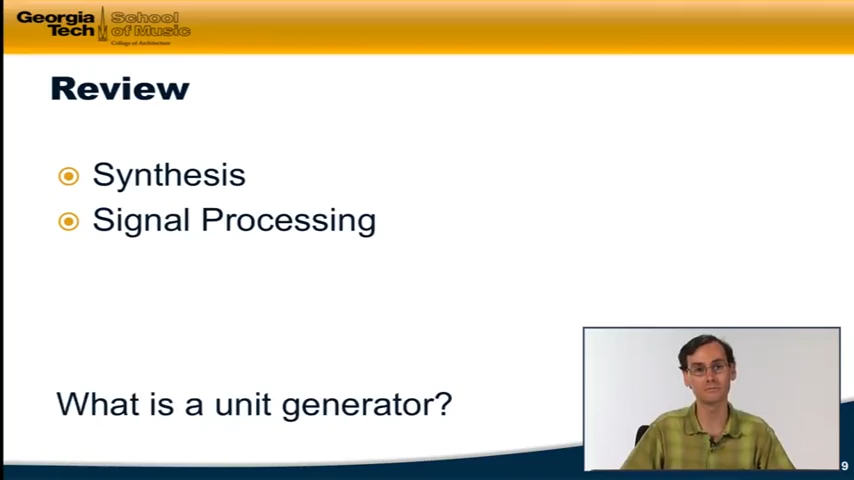 Georgia Tech School of Music
College of Architecture
Review
Synthesis
Signal Processing
What is a unit generator?
9